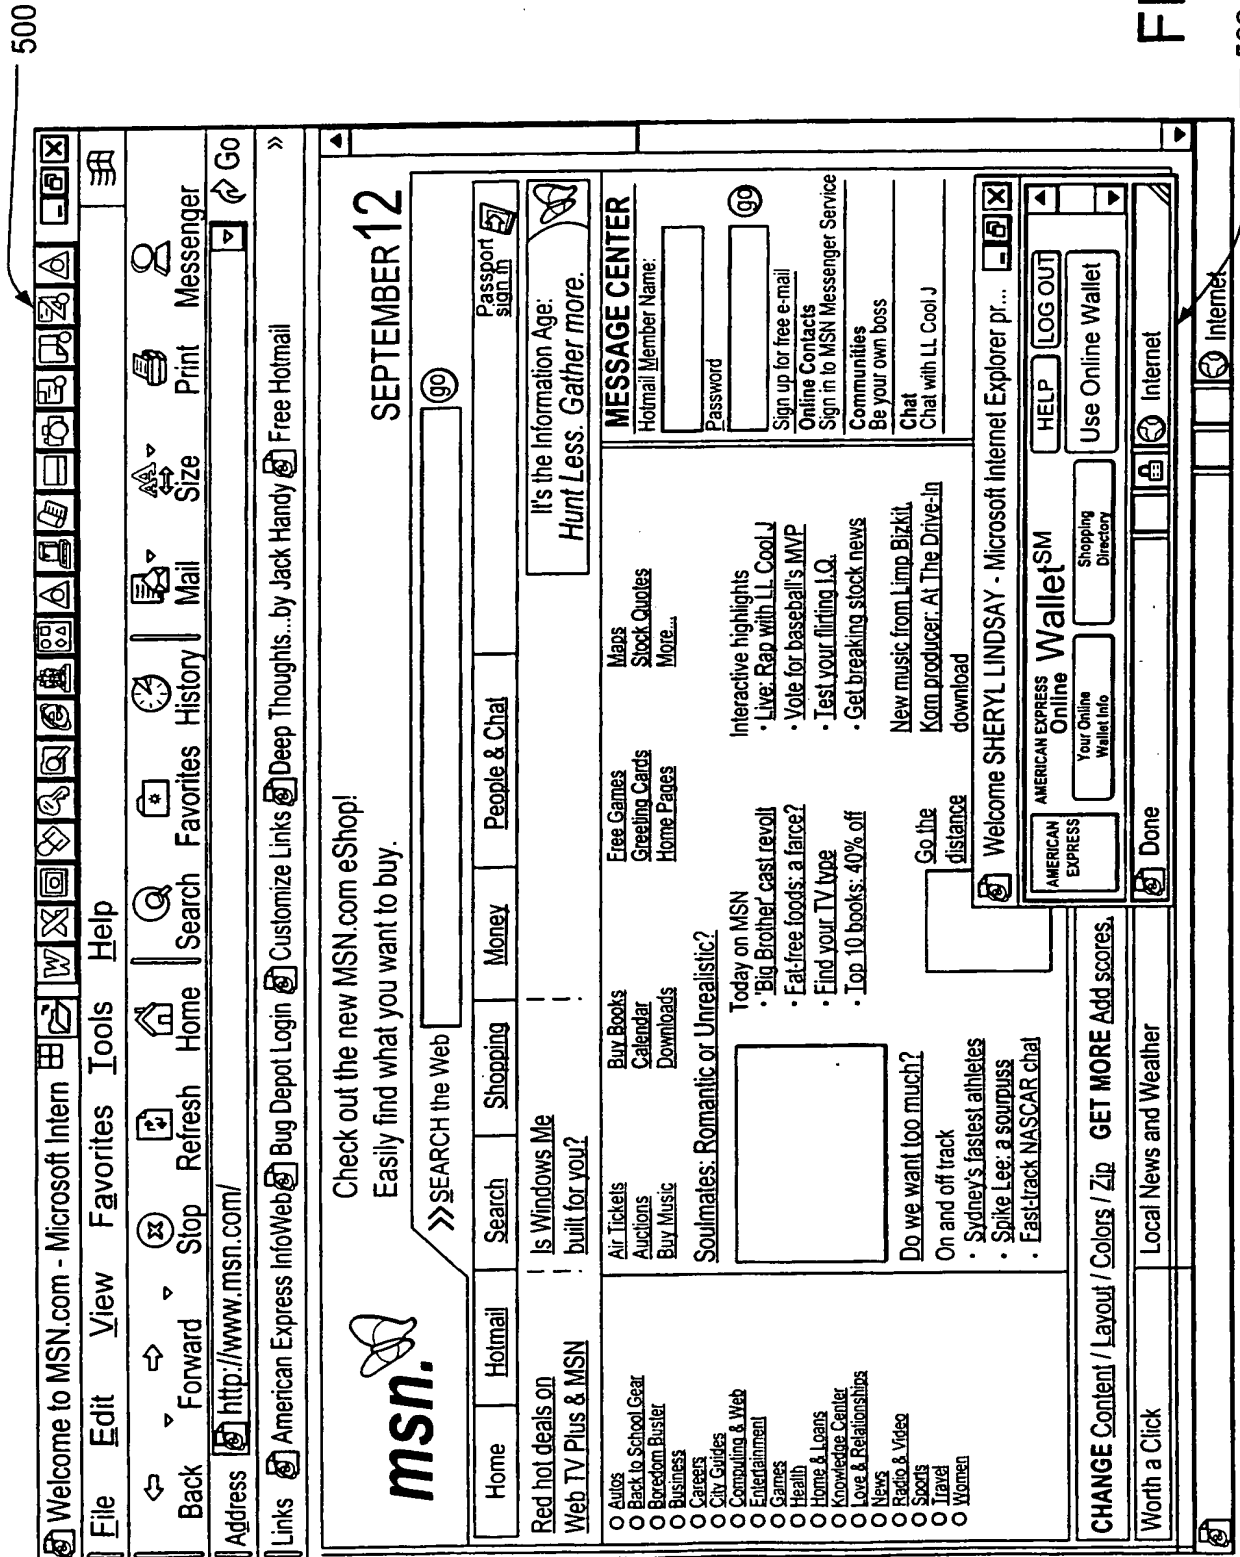 500
Welcome to MSN.com - Microsoft Intern
File Edit View Favorites Tools Help
Back Forward Stop Refresh Home Search Favorites History Mail Size Print Messenger
Address http://www.msn.com/ Go
Links American Express InfoWeb Bug Depot Login Customize Links Deep Thoughts...by Jack Handy Free Hotmail »
msn.
Check out the new MSN.com eShop!
Easily find what you want to buy.
SEPTEMBER 12
>>SEARCH the Web go
Home Hotmail Search Shopping Money People & Chat Passport sign in
Red hot deals on
Web TV Plus & MSN
Is Windows Me
built for you?
It's the Information Age:
Hunt Less. Gather more.
Autos
Back to School Gear
Boredom Buster
Business
Careers
City Guides
Computing & Web
Entertainment
Games
Health
Home & Loans
Knowledge Center
Love & Relationships
News
Radio & Video
Sports
Travel
Women
Air Tickets Buy Books Free Games Maps
Auctions Calendar Greeting Cards Stock Quotes
Buy Music Downloads Home Pages More...
Soulmates: Romantic or Unrealistic?
Today on MSN
· 'Big Brother' cast revolt
· Fat-free foods: a farce?
· Find your TV type
· Top 10 books: 40% off
Interactive highlights
· Live: Rap with LL Cool J
· Vote for baseball's MVP
· Test your flirting I.Q.
· Get breaking stock news
Do we want too much?
On and off track
· Sydney's fastest athletes
· Spike Lee: a sourpuss
· Fast-track NASCAR chat
Go the
distance
New music from Limp Bizkit,
Korn producer: At The Drive-In
download
MESSAGE CENTER
Hotmail Member Name:
Password
go
Sign up for free e-mail
Online Contacts
Sign in to MSN Messenger Service
Communities
Be your own boss
Chat
Chat with LL Cool J
Welcome SHERYL LINDSAY - Microsoft Internet Explorer pr...
AMERICAN EXPRESS
AMERICAN EXPRESS
Online Wallet SM
HELP LOG OUT
Your Online Wallet Info
Shopping Directory
Use Online Wallet
Done Internet
CHANGE Content / Layout / Colors / Zip GET MORE Add scores,
Worth a Click Local News and Weather
Internet